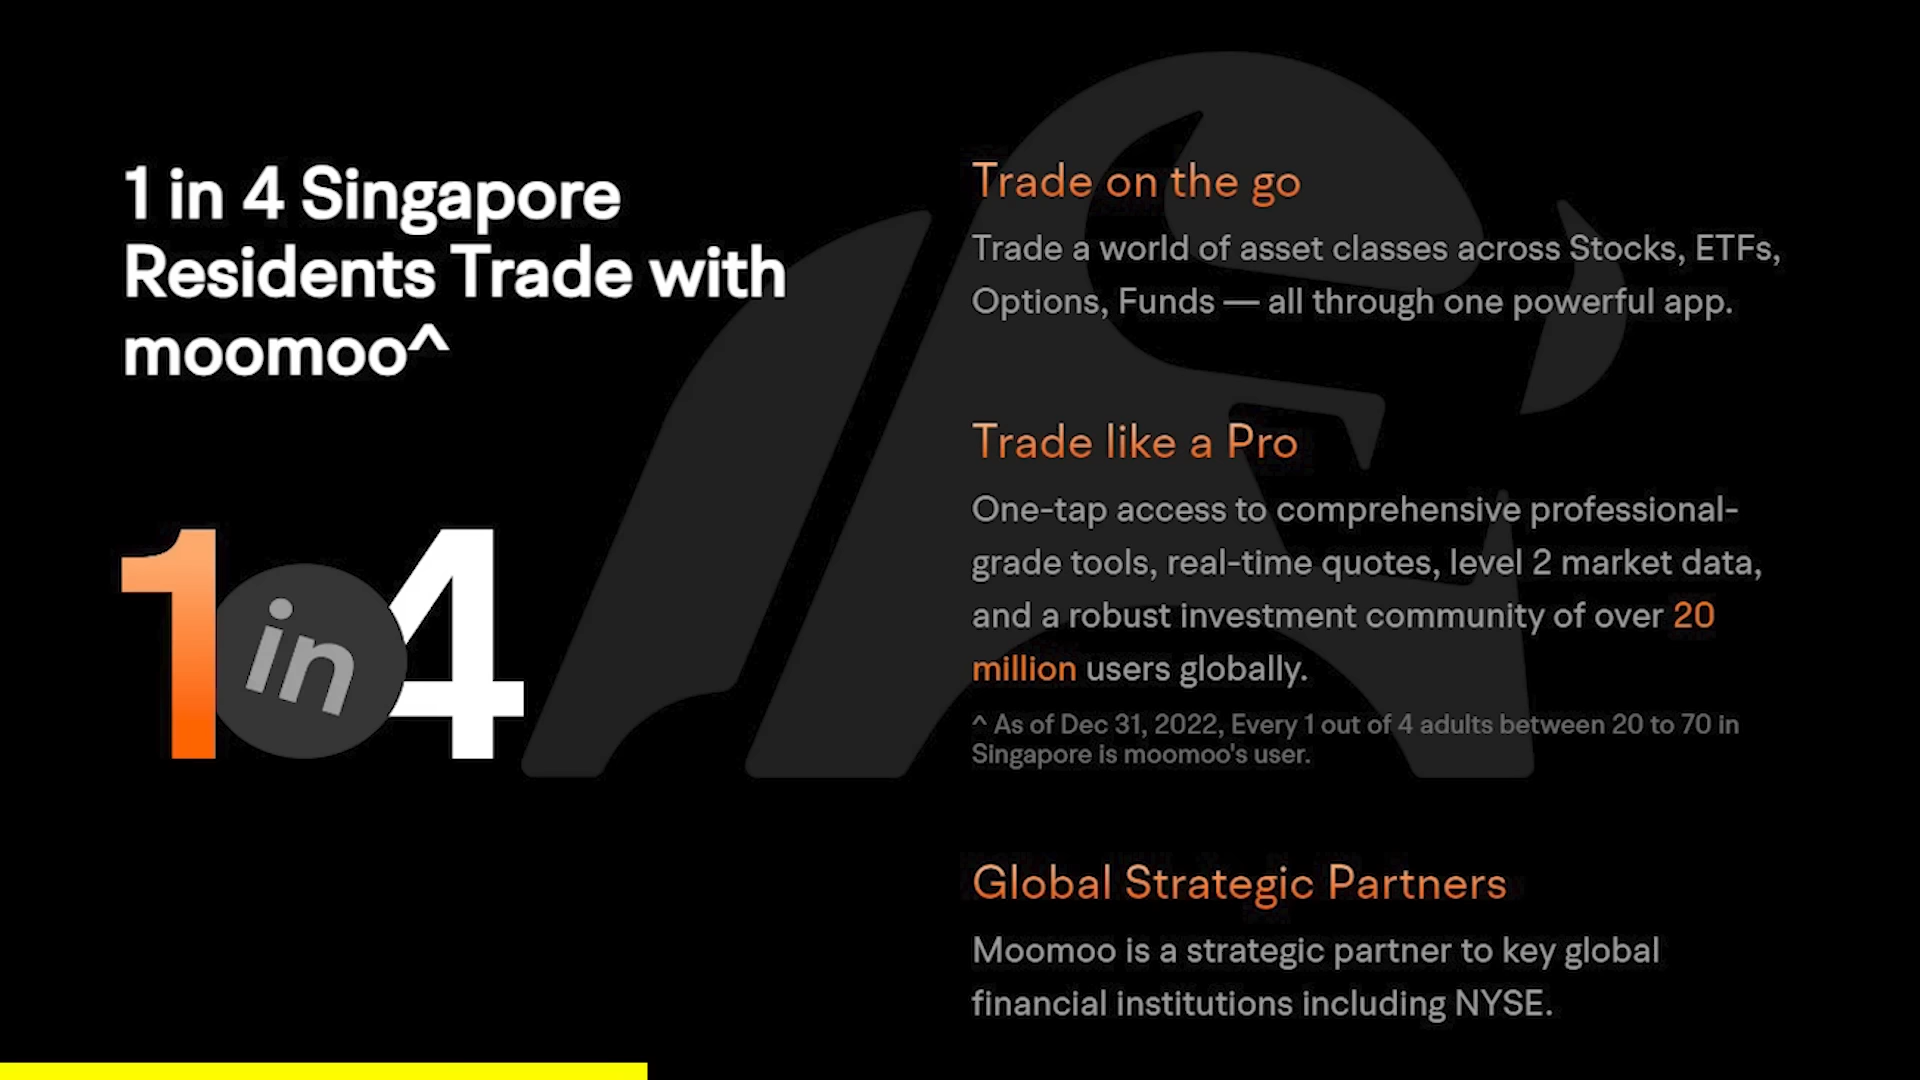 1 in 4 Singapore
Residents Trade with
moomoo^
1 in 4
Trade on the go
Trade a world of asset classes across Stocks, ETFs,
Options, Funds — all through one powerful app.
Trade like a Pro
One-tap access to comprehensive professional-
grade tools, real-time quotes, level 2 market data,
and a robust investment community of over 20
million users globally.
^ As of Dec 31, 2022, Every 1 out of 4 adults between 20 to 70 in
Singapore is moomoo's user.
Global Strategic Partners
Moomoo is a strategic partner to key global
financial institutions including NYSE.